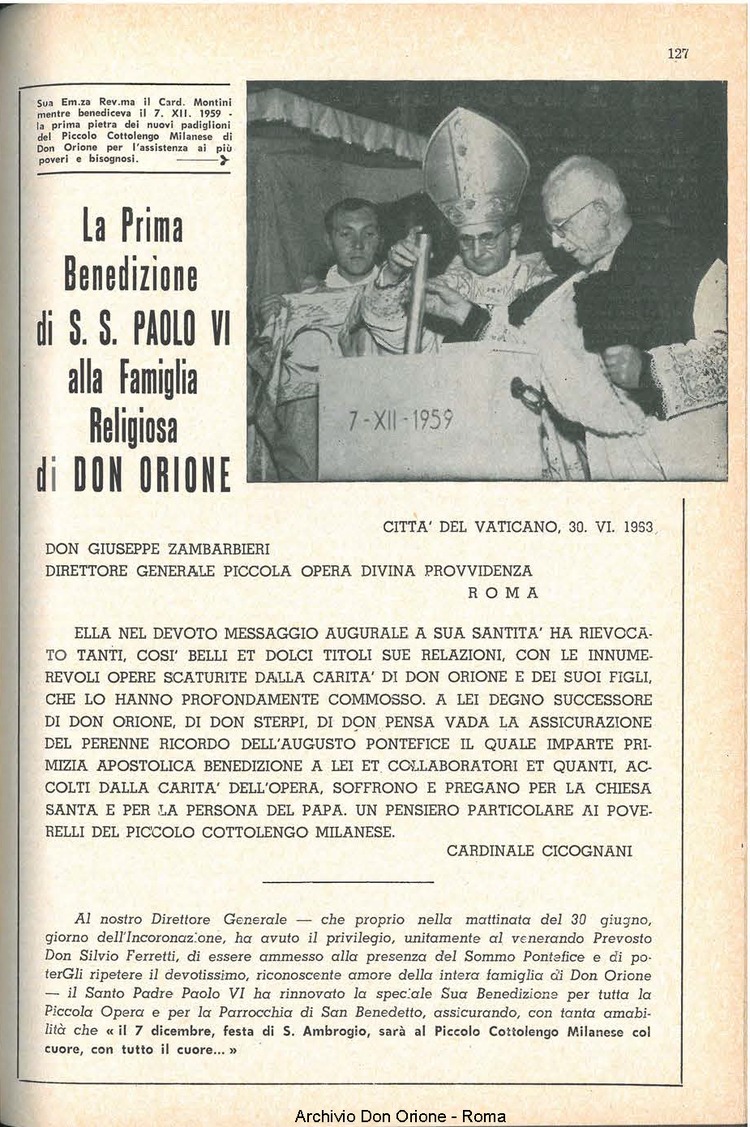 127
Sua Em.za Rev.ma il Card. Montini
mentre benediceva il 7. XII. 1959 -
la prima pietra dei nuovi padiglioni
del Piccolo Cottolengo Milanese di
Don Orione per l'assistenza ai più
poveri e bisognosi.
La Prima
Benedizione
di S. S. PAOLO VI
alla Famiglia
Religiosa
di DON ORIONE
7-XII-1959
CITTA' DEL VATICANO, 30. VI. 1963
DON GIUSEPPE ZAMBARBIERI
DIRETTORE GENERALE PICCOLA OPERA DIVINA PROVVIDENZA
ROMA
ELLA NEL DEVOTO MESSAGGIO AUGURALE A SUA SANTITA' HA RIEVOCA-
TO TANTI, COSI' BELLI ET DOLCI TITOLI SUE RELAZIONI, CON LE INNUME-
REVOLI OPERE SCATURITE DALLA CARITA' DI DON ORIONE E DEI SUOI FIGLI,
CHE LO HANNO PROFONDAMENTE COMMOSSO. A LEI DEGNO SUCCESSORE
DI DON ORIONE, DI DON STERPI, DI DON PENSA VADA LA ASSICURAZIONE
DEL PERENNE RICORDO DELL'AUGUSTO PONTEFICE IL QUALE IMPARTE PRI-
MIZIA APOSTOLICA BENEDIZIONE A LEI ET COLLABORATORI ET QUANTI, AC-
COLTI DALLA CARITA' DELL'OPERA, SOFFRONO E PREGANO PER LA CHIESA
SANTA E PER LA PERSONA DEL PAPA. UN PENSIERO PARTICOLARE AI POVE-
RELLI DEL PICCOLO COTTOLENGO MILANESE.
CARDINALE CICOGNANI
Al nostro Direttore Generale — che proprio nella mattinata del 30 giugno,
giorno dell'Incoronazione, ha avuto il privilegio, unitamente al venerando Prevosto
Don Silvio Ferretti, di essere ammesso alla presenza del Sommo Pontefice e di po-
terGli ripetere il devotissimo, riconoscente amore della intera famiglia di Don Orione
— il Santo Padre Paolo VI ha rinnovato la speciale Sua Benedizione per tutta la
Piccola Opera e per la Parrocchia di San Benedetto, assicurando, con tanta amabi-
lità che « il 7 dicembre, festa di S. Ambrogio, sarà al Piccolo Cottolengo Milanese col
cuore, con tutto il cuore... »
Archivio Don Orione - Roma